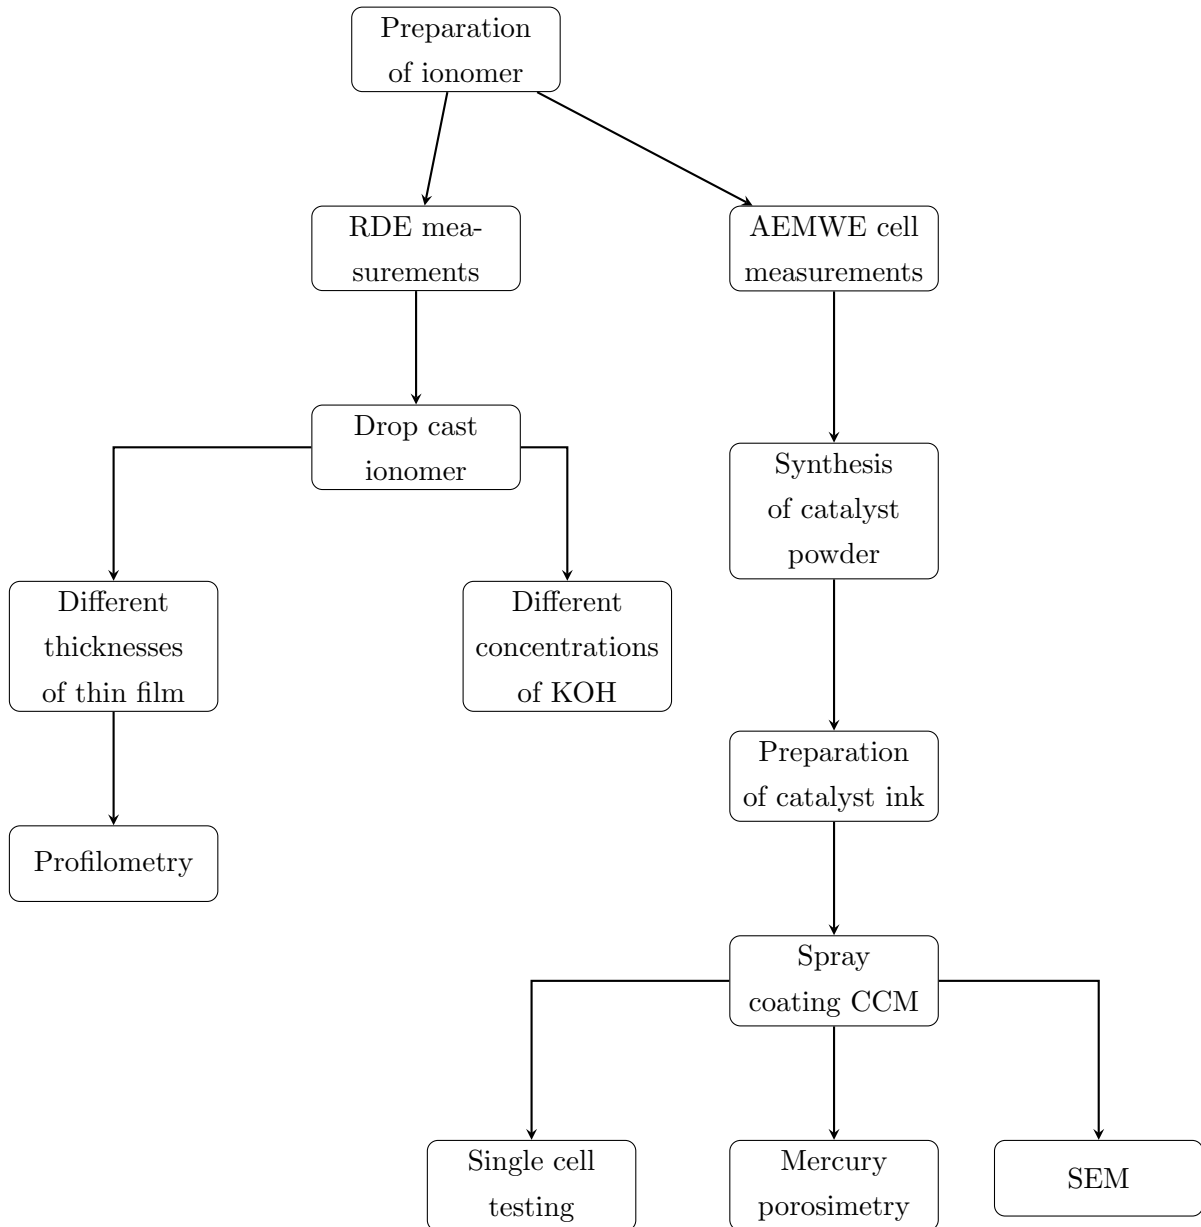 Preparation
of ionomer
RDE mea-
surements
AEMWE cell
measurements
Drop cast
ionomer
Synthesis
of catalyst
powder
Different
thicknesses
of thin film
Different
concentrations
of KOH
Preparation
of catalyst ink
Profilometry
Spray
coating CCM
Single cell
testing
Mercury
porosimetry
SEM